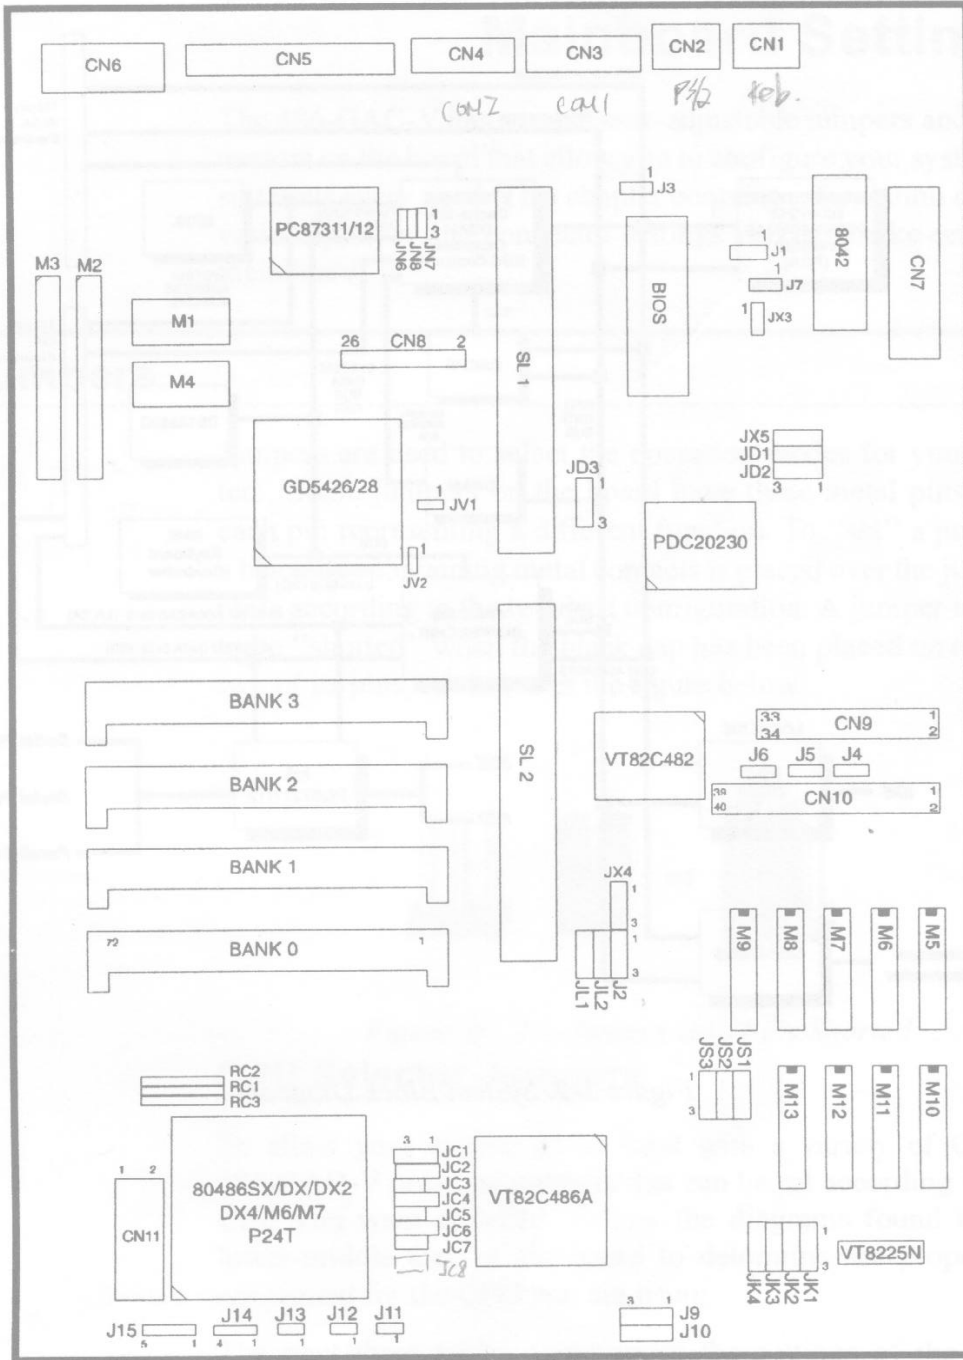 CN6 CN5 CN4 CN3 CN2 CN1
COM2 COM1 PS/2 Keb.
1
J3
PC87311/12
1
3
JN6 JN8 JN7
8042
CN7
1
J1
1
J7
1
JX3
BIOS
M3 M2
M1
26 CN8 2
SL1
M4
JX5
JD1
JD2
3 1
JD3
1
3
GD5426/28
1
JV1
PDC20230
1
JV2
BANK 3
SL2
VT82C482
33
34
CN9
1
2
J6 J5 J4
BANK 2
39
40
CN10
1
2
BANK 1
JX4
1
3
72 BANK 0 1
1
3
JL1 JL2 J2
M9 M8 M7 M6 M5
JS3 JS2 JS1
1
3
M13 M12 M11 M10
RC2
RC1
RC3
3 1
JC1
JC2
JC3
JC4
JC5
JC6
JC7
JC8
VT82C486A
1 2
CN11
80486SX/DX/DX2
DX4/M6/M7
P24T
1
3
JK4 JK3 JK2 JK1
VT8225N
J15 J14 J13 J12 J11
5 1 4 1 1 1 1
3 1
J9
J10